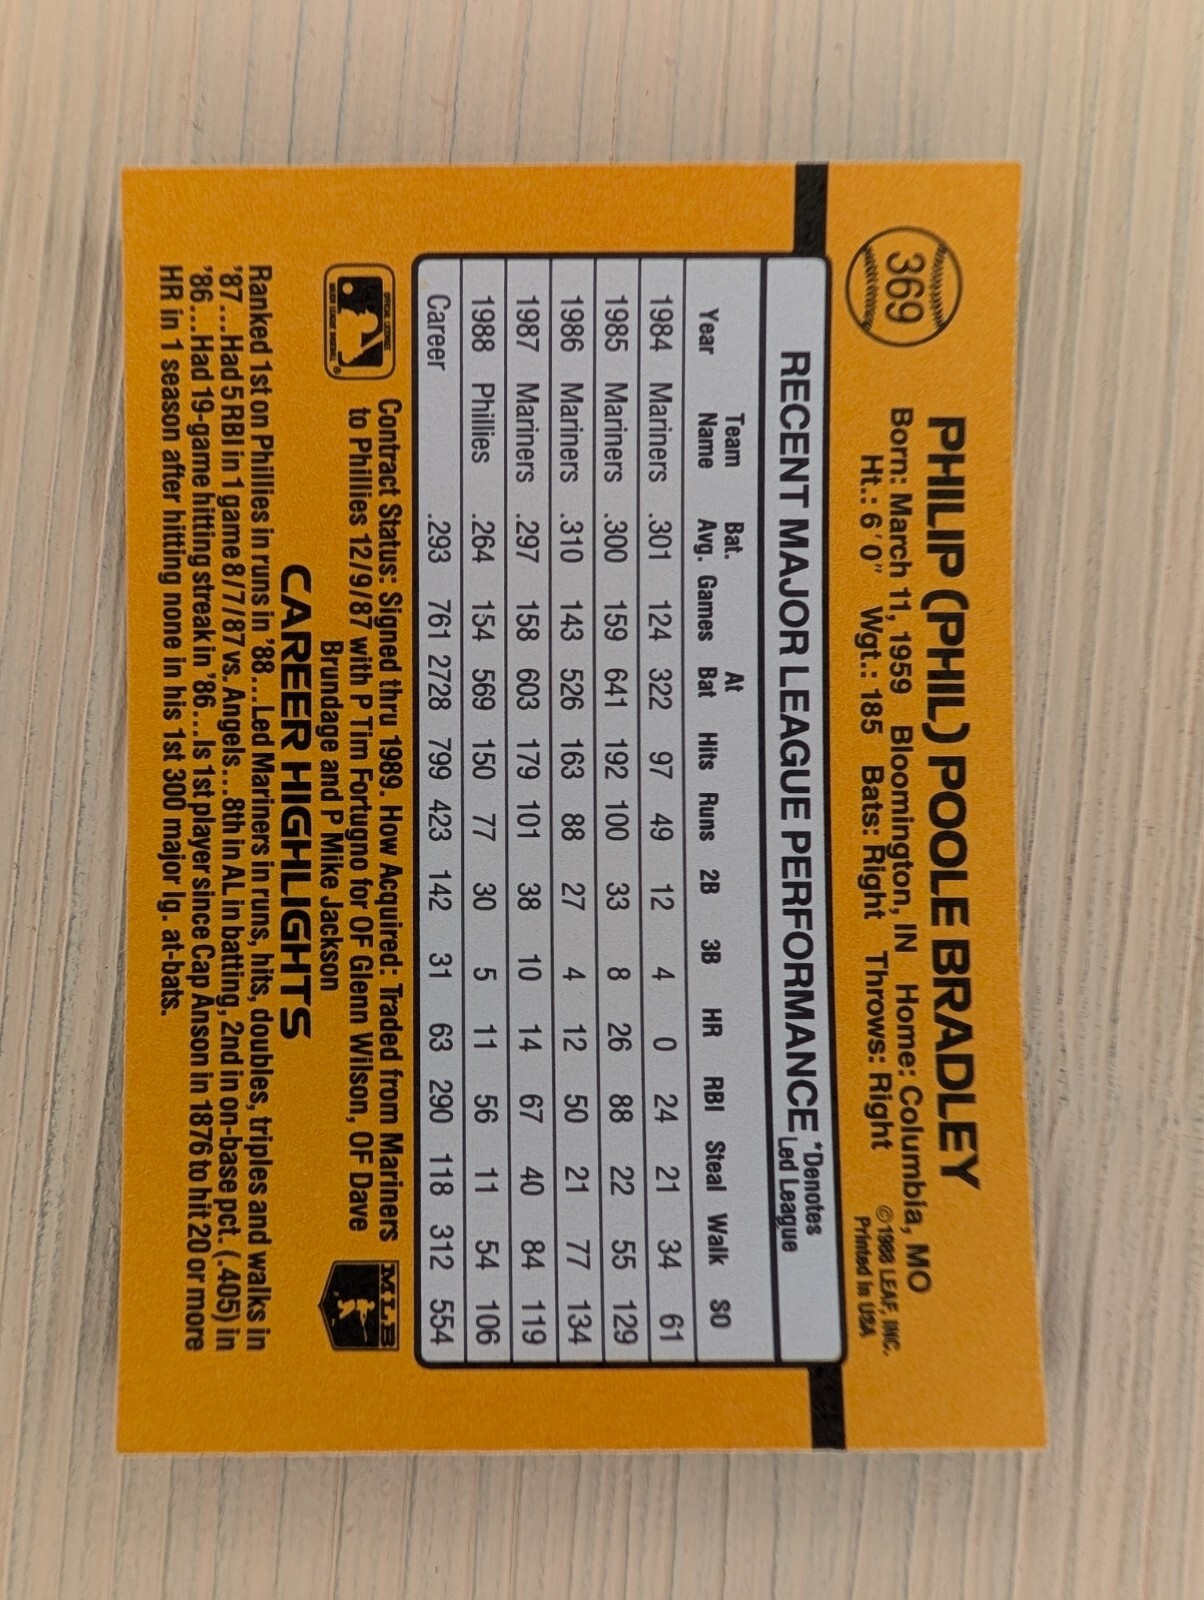 369
PHILIP (PHIL) POOLE BRADLEY
Born: March 11, 1959 Bloomington, IN Home: Columbia, MO
Ht.: 6'0" Wgt.: 185 Bats: Right Throws: Right
©1988 LEAF, INC.
Printed in USA
RECENT MAJOR LEAGUE PERFORMANCE *Denotes
Led League
Team Bat. At
Year Name Avg. Games Bat Hits Runs 2B 3B HR RBI Steal Walk SO
1984 Mariners .301 124 322 97 49 12 4 0 24 21 34 61
1985 Mariners .300 159 641 192 100 33 8 26 88 22 55 129
1986 Mariners .310 143 526 163 88 27 4 12 50 21 77 134
1987 Mariners .297 158 603 179 101 38 10 14 67 40 84 119
1988 Phillies .264 154 569 150 77 30 5 11 56 11 54 106
Career .293 761 2728 799 423 142 31 63 290 118 312 554
Contract Status: Signed thru 1989. How Acquired: Traded from Mariners
to Phillies 12/9/87 with P Tim Fortugno for OF Glenn Wilson, OF Dave
Brundage and P Mike Jackson
MLB
CAREER HIGHLIGHTS
Ranked 1st on Phillies in runs in '88...Led Mariners in runs, hits, doubles, triples and walks in
'87...Had 5 RBI in 1 game 8/7/87 vs. Angels...8th in AL in batting, 2nd in on-base pct. (.405) in
'86...Had 19-game hitting streak in '86...Is 1st player since Cap Anson in 1876 to hit 20 or more
HR in 1 season after hitting none in his 1st 300 major lg. at-bats.